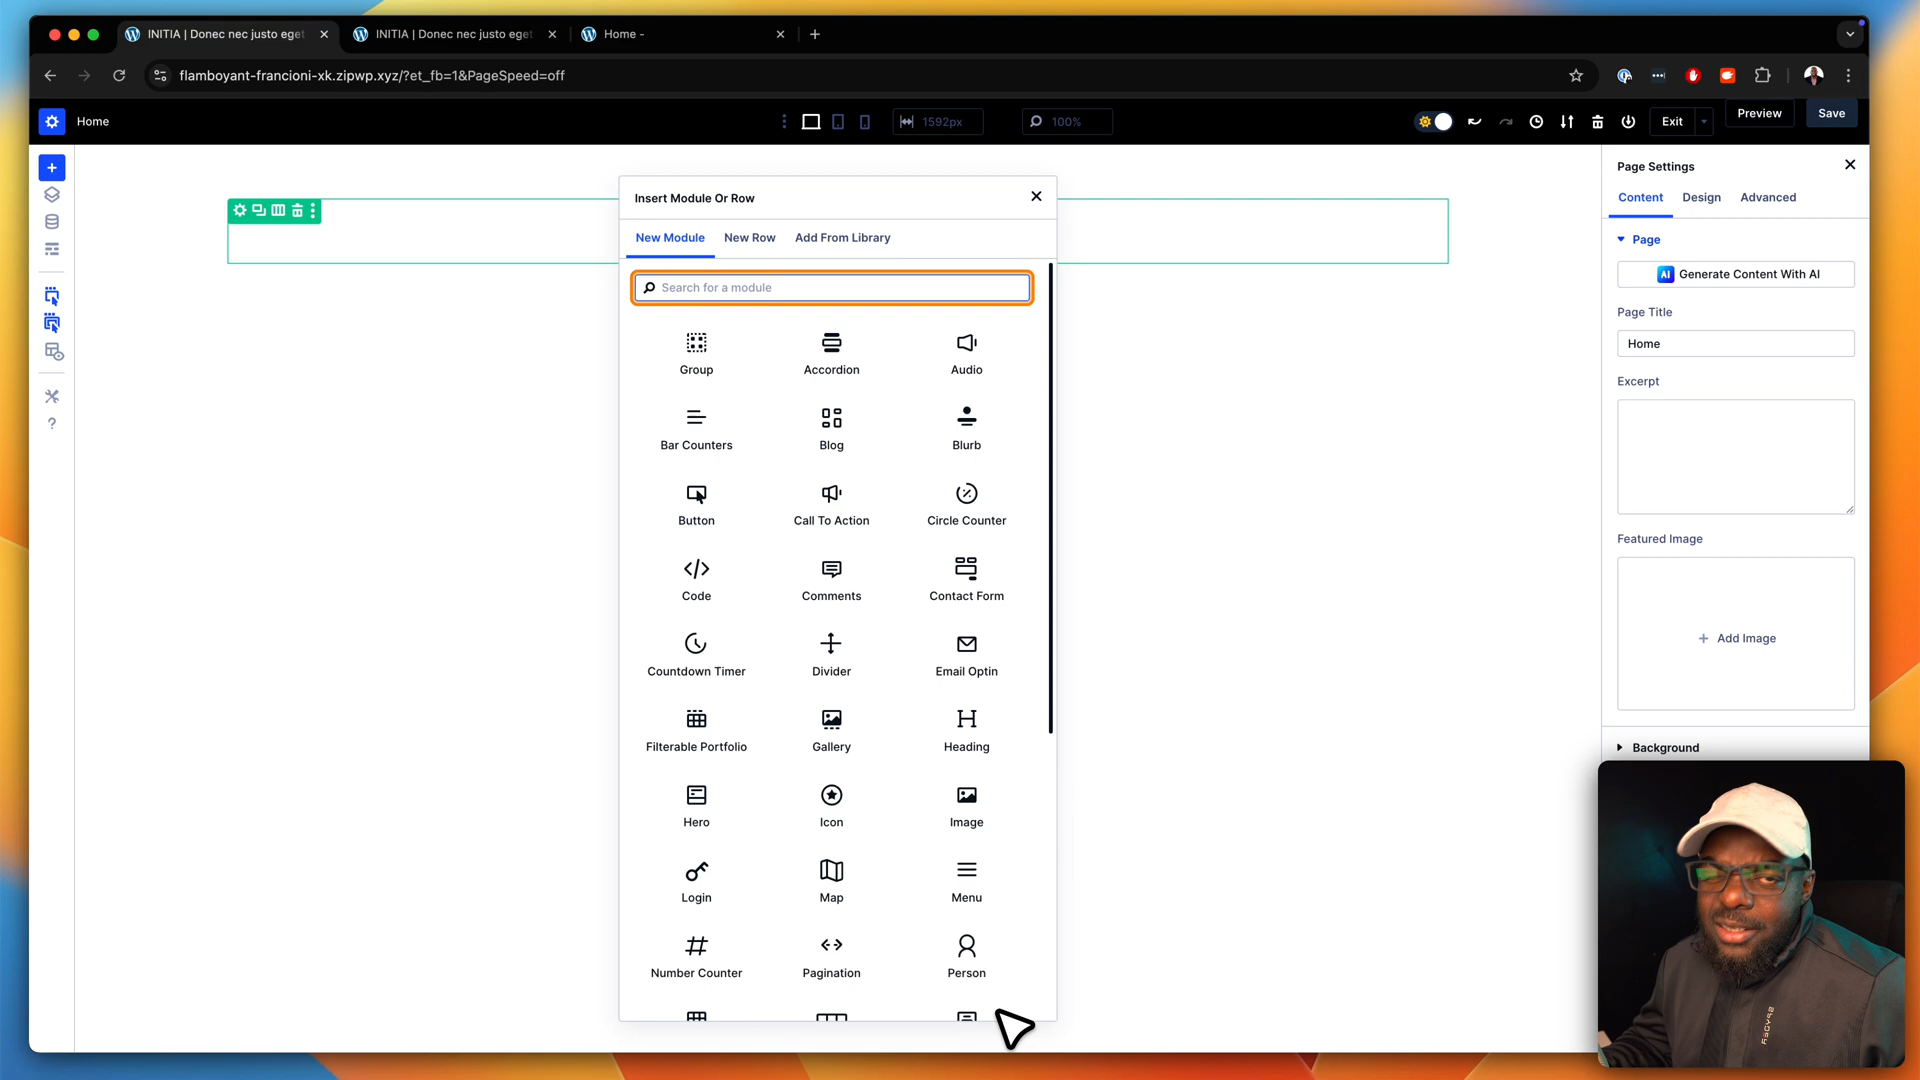 INITIA | Donec nec justo eget
INITIA | Donec nec justo eget
Home -
flamboyant-francioni-xk.zipwp.xyz/?et_fb=1&PageSpeed=off
Home
1592px
100%
Exit
Preview
Save
Insert Module Or Row
New Module
New Row
Add From Library
Search for a module
Group
Accordion
Audio
Bar Counters
Blog
Blurb
Button
Call To Action
Circle Counter
Code
Comments
Contact Form
Countdown Timer
Divider
Email Optin
Filterable Portfolio
Gallery
Heading
Hero
Icon
Image
Login
Map
Menu
Number Counter
Pagination
Person
Page Settings
Content
Design
Advanced
Page
AI Generate Content With AI
Page Title
Home
Excerpt
Featured Image
+ Add Image
Background